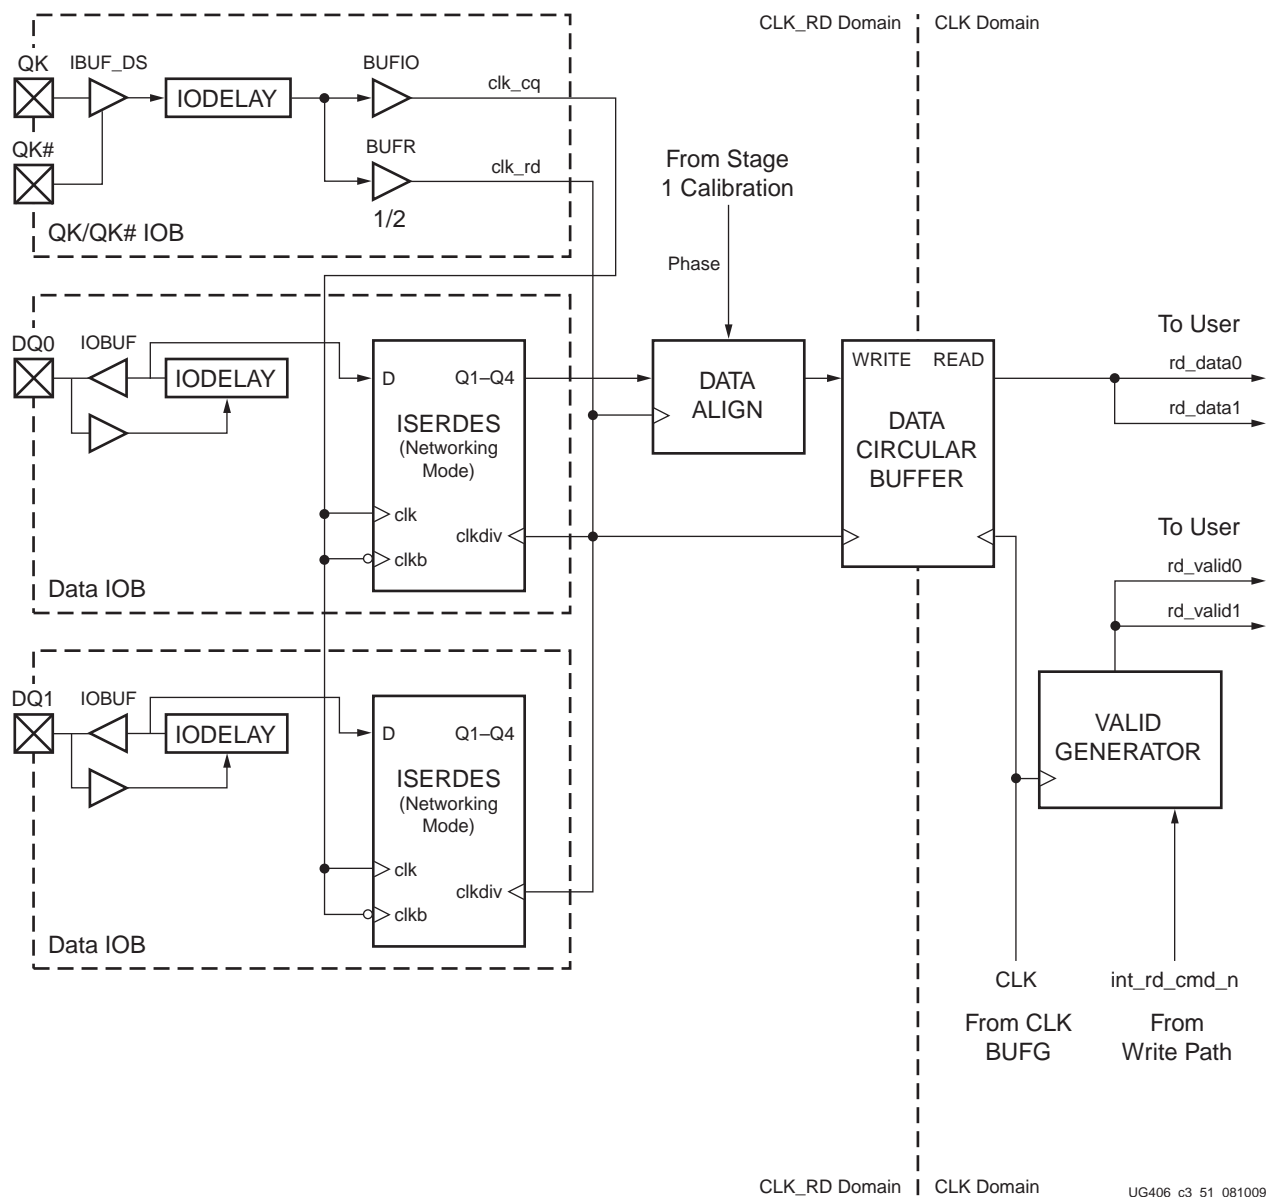 CLK_RD Domain
CLK Domain
QK
IBUF_DS
IODELAY
BUFIO
clk_cq
QK#
BUFR
clk_rd
1/2
QK/QK# IOB
From Stage
1 Calibration
Phase
DQ0
IOBUF
IODELAY
D
Q1–Q4
ISERDES
(Networking
Mode)
clk
clkdiv
clkb
Data IOB
DATA
ALIGN
WRITE
READ
DATA
CIRCULAR
BUFFER
To User
rd_data0
rd_data1
To User
rd_valid0
rd_valid1
DQ1
IOBUF
IODELAY
D
Q1–Q4
ISERDES
(Networking
Mode)
clk
clkdiv
clkb
Data IOB
VALID
GENERATOR
CLK
From CLK
BUFG
int_rd_cmd_n
From
Write Path
CLK_RD Domain
CLK Domain
UG406_c3_51_081009